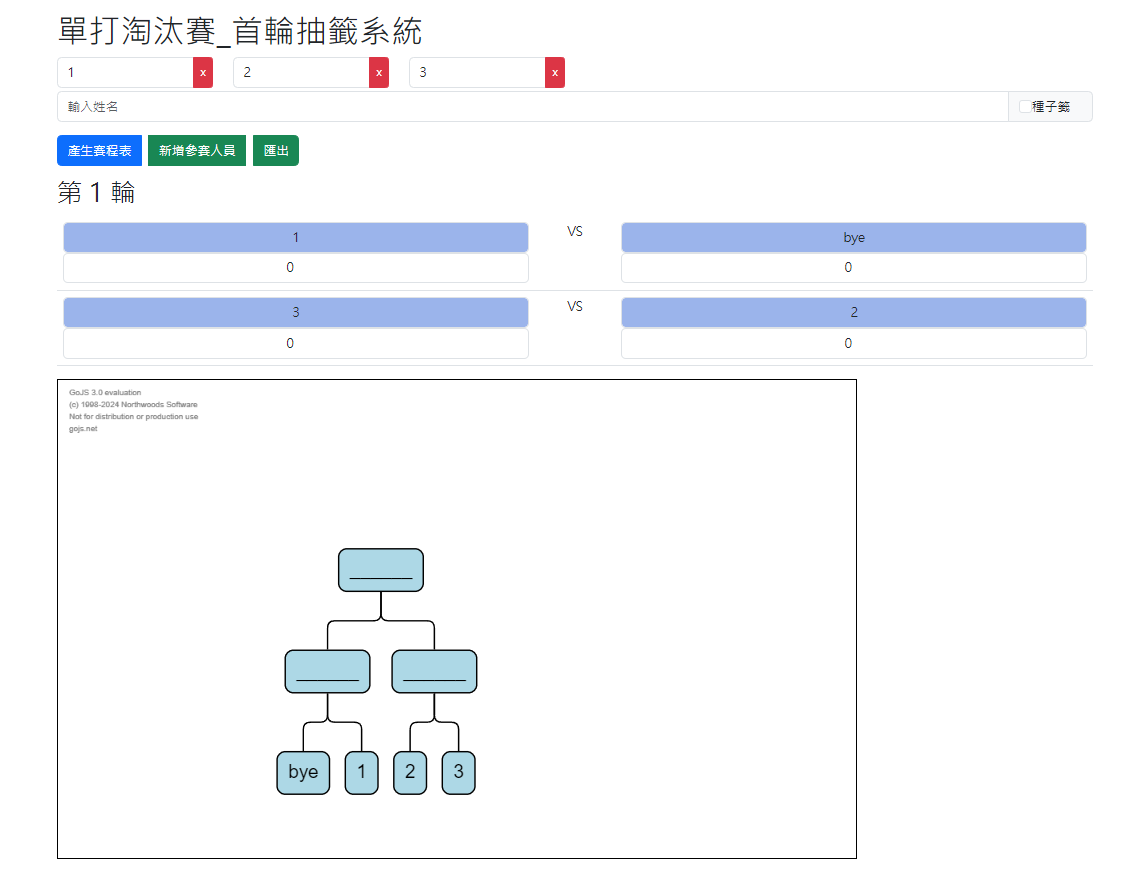 單打淘汰賽_首輪抽籤系統
1 x 2 x 3 x
輸入姓名 種子籤
產生賽程表 新增參賽人員 匯出
第 1 輪
1 VS bye
0 0
3 VS 2
0 0
GoJS 3.0 evaluation
(c) 1998-2024 Northwoods Software
Not for distribution or production use
gojs.net
_______
_______ _______
bye 1 2 3